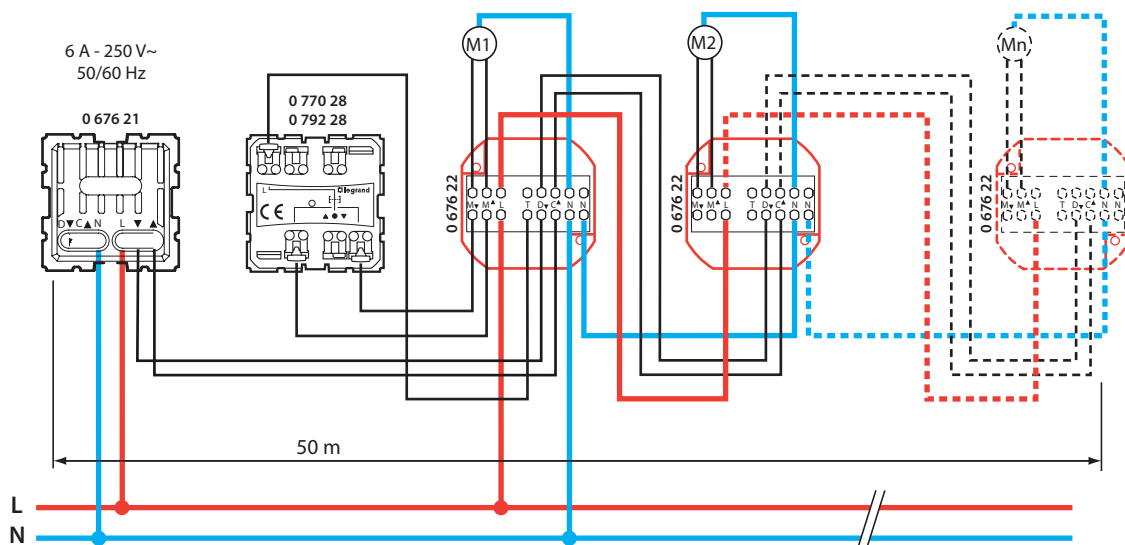 6 A - 250 V~
50/60 Hz
0 676 21
D▼ C▲ N L ▼ ▲
0 770 28
0 792 28
L
legrand
CE
▲ ● ▼
M1
0 676 22
M▼ M▲ L T D▼ C▲ N N
M2
0 676 22
M▼ M▲ L T D▼ C▲ N N
Mn
0 676 22
M▼ M▲ L T D▼ C▲ N N
50 m
L
N